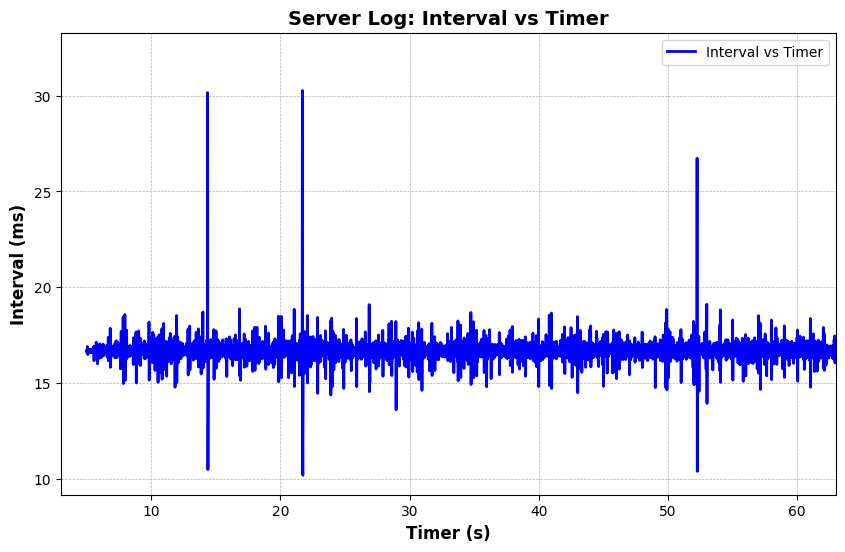 Server Log: Interval vs Timer
Interval vs Timer
30
25
20
15
10
Interval (ms)
10 20 30 40 50 60
Timer (s)